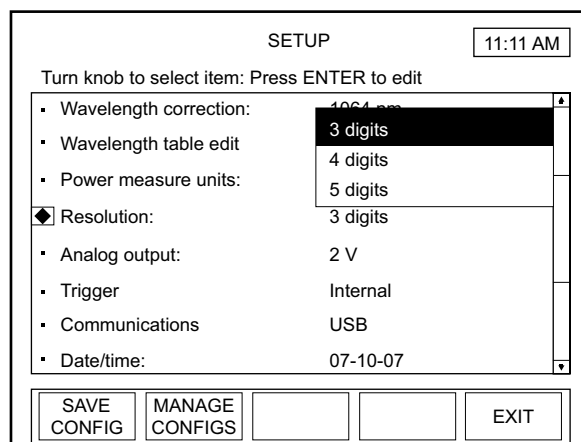 SETUP
11:11 AM
Turn knob to select item: Press ENTER to edit
Wavelength correction: 1064 nm
3 digits
Wavelength table edit
4 digits
Power measure units:
5 digits
Resolution: 3 digits
Analog output: 2 V
Trigger Internal
Communications USB
Date/time: 07-10-07
SAVE CONFIG
MANAGE CONFIGS
EXIT